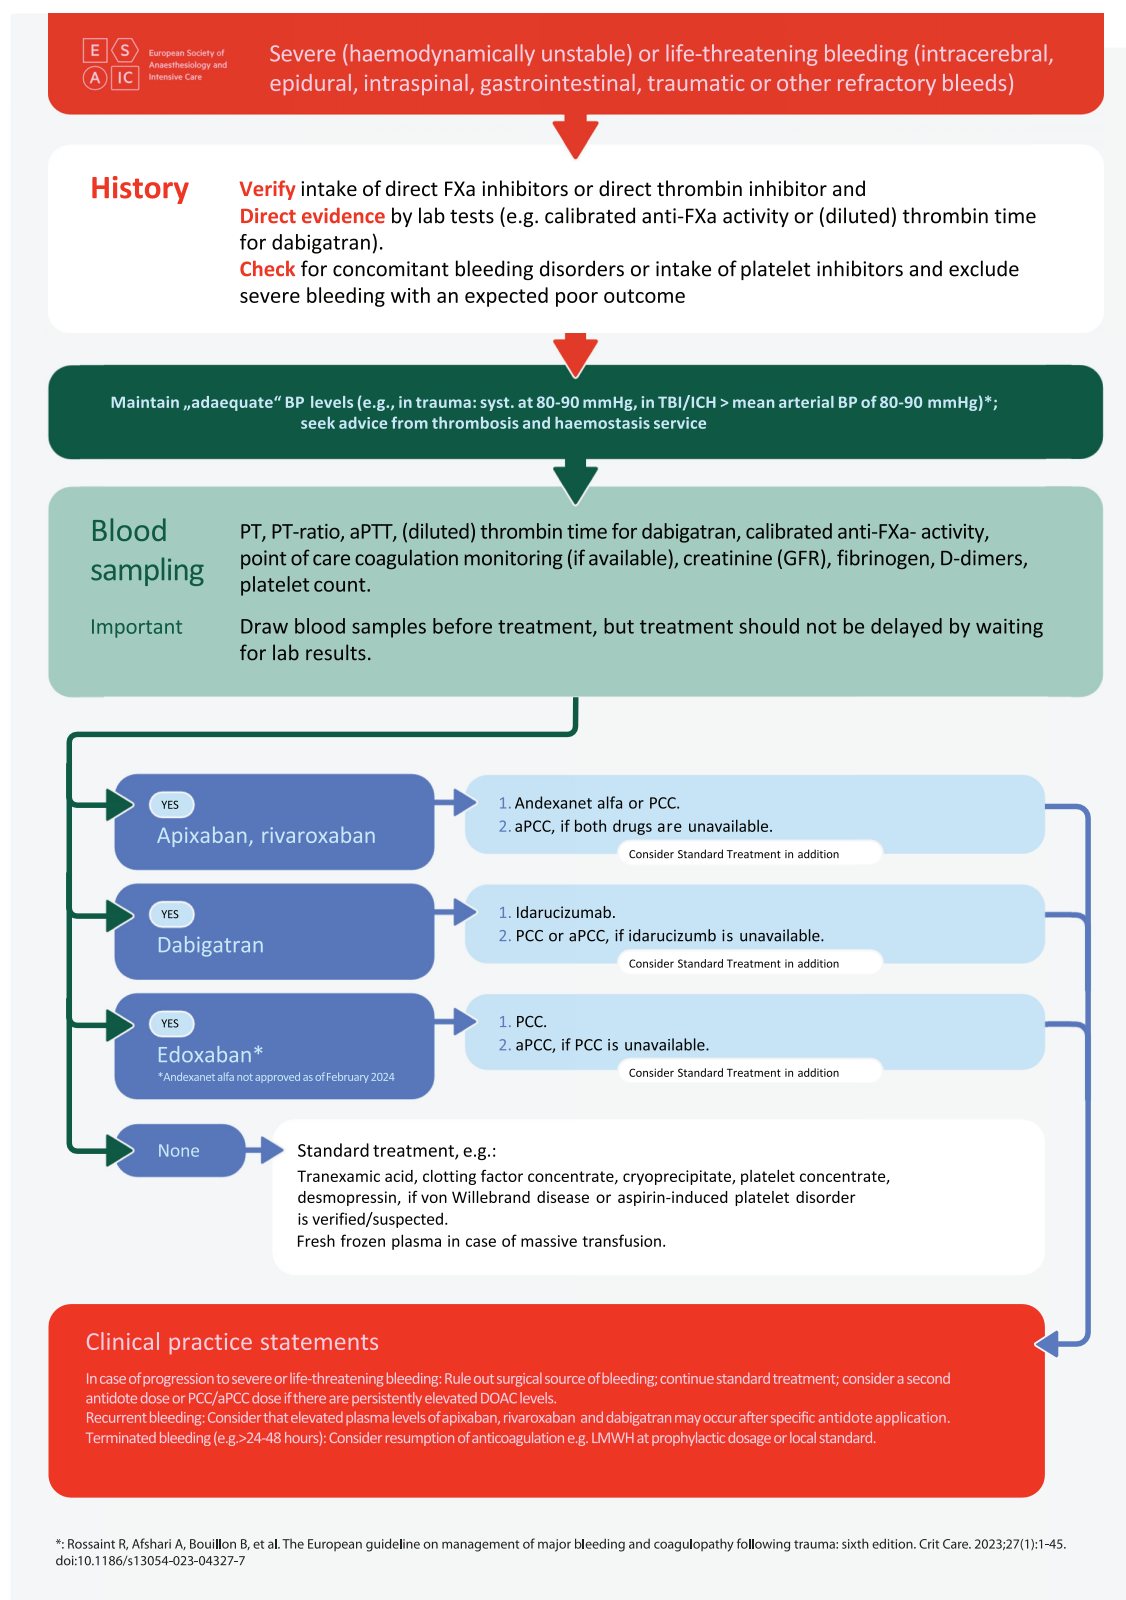 E S
A IC
European Society of
Anaesthesiology and
Intensive Care
Severe (haemodynamically unstable) or life-threatening bleeding (intracerebral,
epidural, intraspinal, gastrointestinal, traumatic or other refractory bleeds)
History
Verify intake of direct FXa inhibitors or direct thrombin inhibitor and
Direct evidence by lab tests (e.g. calibrated anti-FXa activity or (diluted) thrombin time
for dabigatran).
Check for concomitant bleeding disorders or intake of platelet inhibitors and exclude
severe bleeding with an expected poor outcome
Maintain „adaequate“ BP levels (e.g., in trauma: syst. at 80-90 mmHg, in TBI/ICH > mean arterial BP of 80-90 mmHg)*;
seek advice from thrombosis and haemostasis service
Blood
sampling
PT, PT-ratio, aPTT, (diluted) thrombin time for dabigatran, calibrated anti-FXa- activity,
point of care coagulation monitoring (if available), creatinine (GFR), fibrinogen, D-dimers,
platelet count.
Important
Draw blood samples before treatment, but treatment should not be delayed by waiting
for lab results.
YES
Apixaban, rivaroxaban
1. Andexanet alfa or PCC.
2. aPCC, if both drugs are unavailable.
Consider Standard Treatment in addition
YES
Dabigatran
1. Idarucizumab.
2. PCC or aPCC, if idarucizumb is unavailable.
Consider Standard Treatment in addition
YES
Edoxaban*
*Andexanet alfa not approved as of February 2024
1. PCC.
2. aPCC, if PCC is unavailable.
Consider Standard Treatment in addition
None
Standard treatment, e.g.:
Tranexamic acid, clotting factor concentrate, cryoprecipitate, platelet concentrate,
desmopressin, if von Willebrand disease or aspirin-induced platelet disorder
is verified/suspected.
Fresh frozen plasma in case of massive transfusion.
Clinical practice statements
In case of progression to severe or life-threatening bleeding: Rule out surgical source of bleeding; continue standard treatment; consider a second
antidote dose or PCC/aPCC dose if there are persistently elevated DOAC levels.
Recurrent bleeding: Consider that elevated plasma levels of apixaban, rivaroxaban and dabigatran may occur after specific antidote application.
Terminated bleeding (e.g.>24-48 hours): Consider resumption of anticoagulation e.g. LMWH at prophylactic dosage or local standard.
*: Rossaint R, Afshari A, Bouillon B, et al. The European guideline on management of major bleeding and coagulopathy following trauma: sixth edition. Crit Care. 2023;27(1):1-45.
doi:10.1186/s13054-023-04327-7